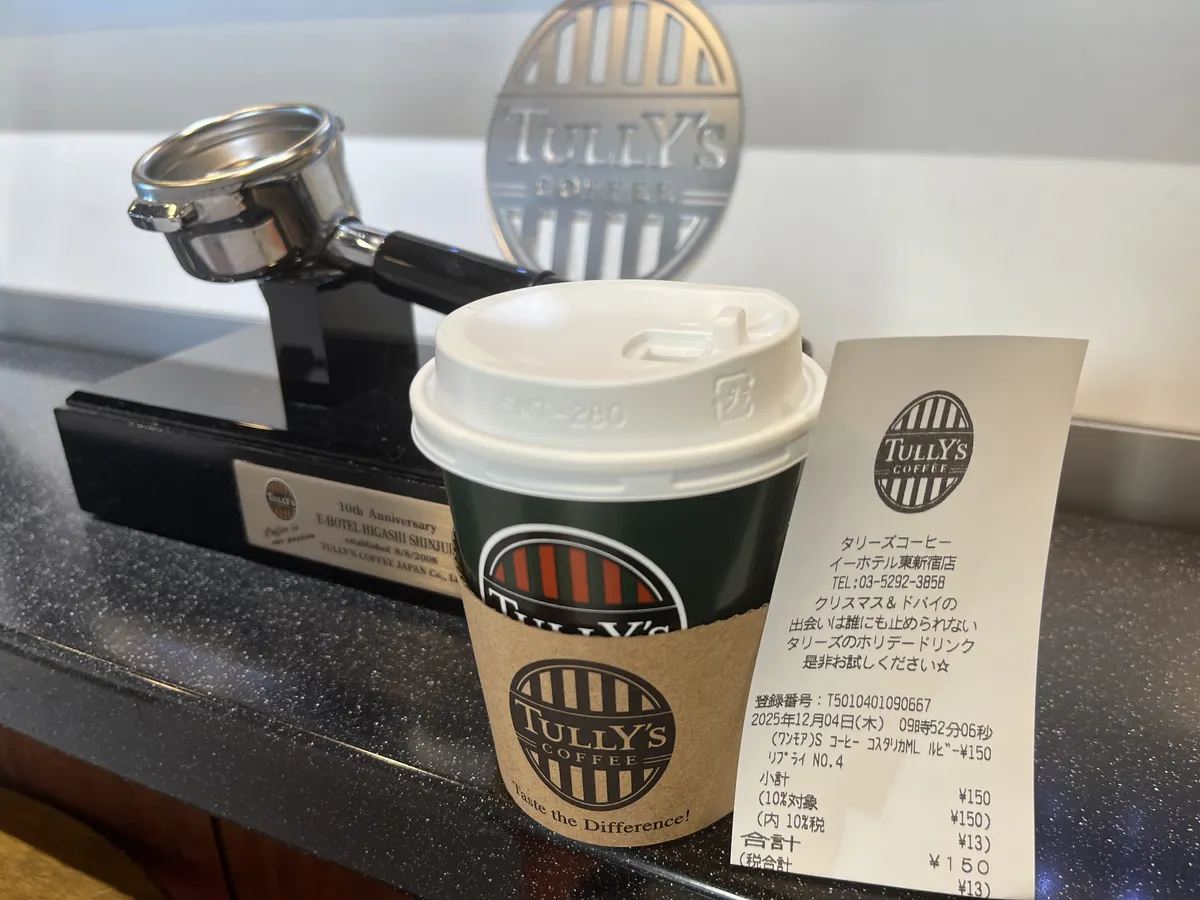 TULLY'S
COFFEE
TULLY'S
10th Anniversary
E-HOTEL HIGASHI SHINJU
established 8/8/2008
TULLY'S COFFEE JAPAN Co.,
SMT-280
プラ
TULLY'S
TULLY'S
COFFEE
Taste the Difference!
TULLY'S
COFFEE
タリーズコーヒー
イーホテル東新宿店
TEL:03-5292-3858
クリスマス&ドバイの
出会いは誰にも止められない
タリーズのホリデードリンク
是非お試しください☆
登録番号:T5010401090667
2025年12月04日(木) 09時52分06秒
(ワンモア)S コーヒー コスタリカML ルビー¥150
リプライ NO.4
小計 ¥150
(10%対象 ¥150)
(内 10%税 ¥13)
合計 ¥150
(税合計 ¥13)